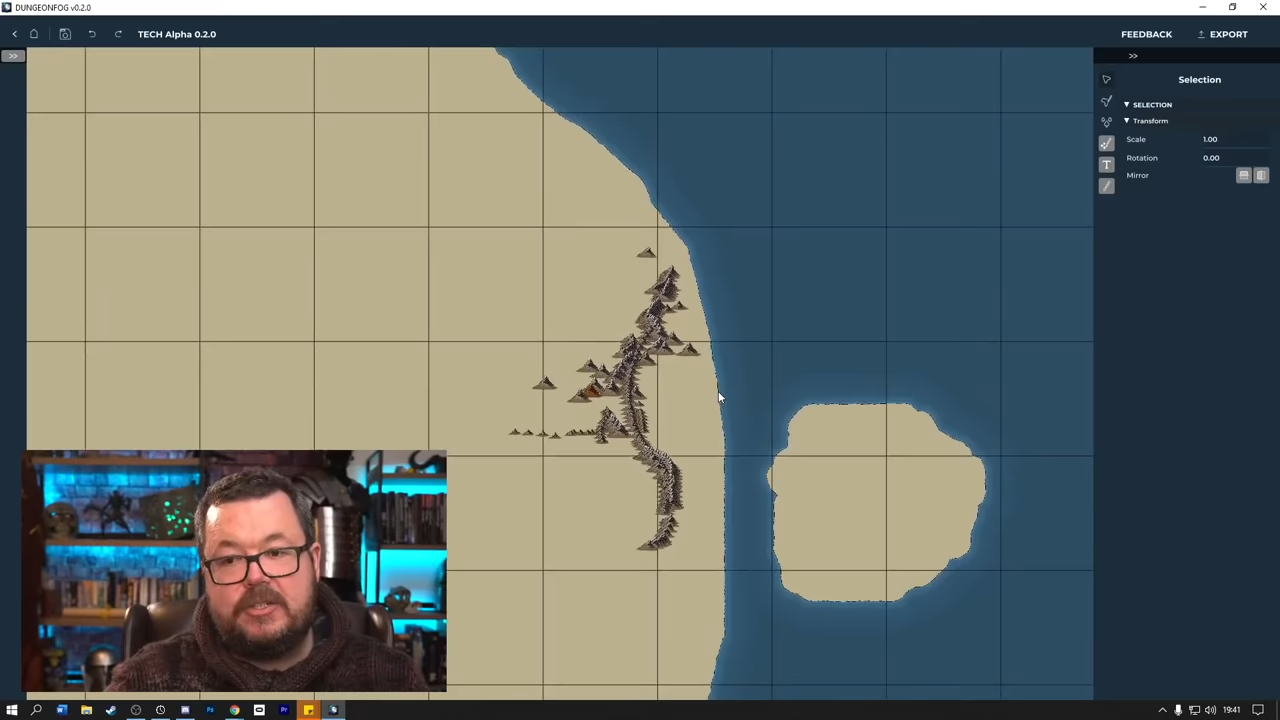 DUNGEONFOG v0.2.0
TECH Alpha 0.2.0
FEEDBACK
EXPORT
>>
>>
Selection
SELECTION
Transform
Scale 1.00
Rotation 0.00
Mirror
T
19:41